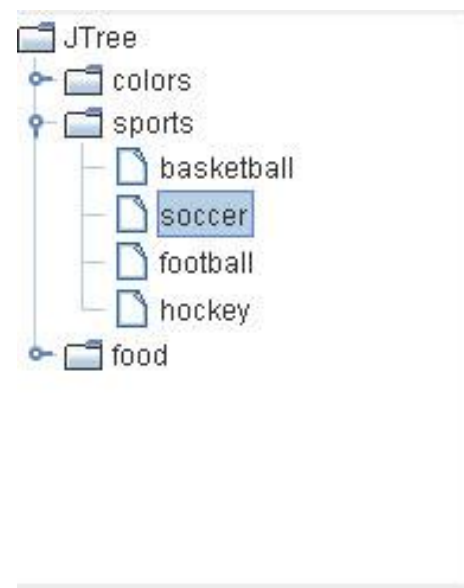 JTree
colors
sports
basketball
soccer
football
hockey
food